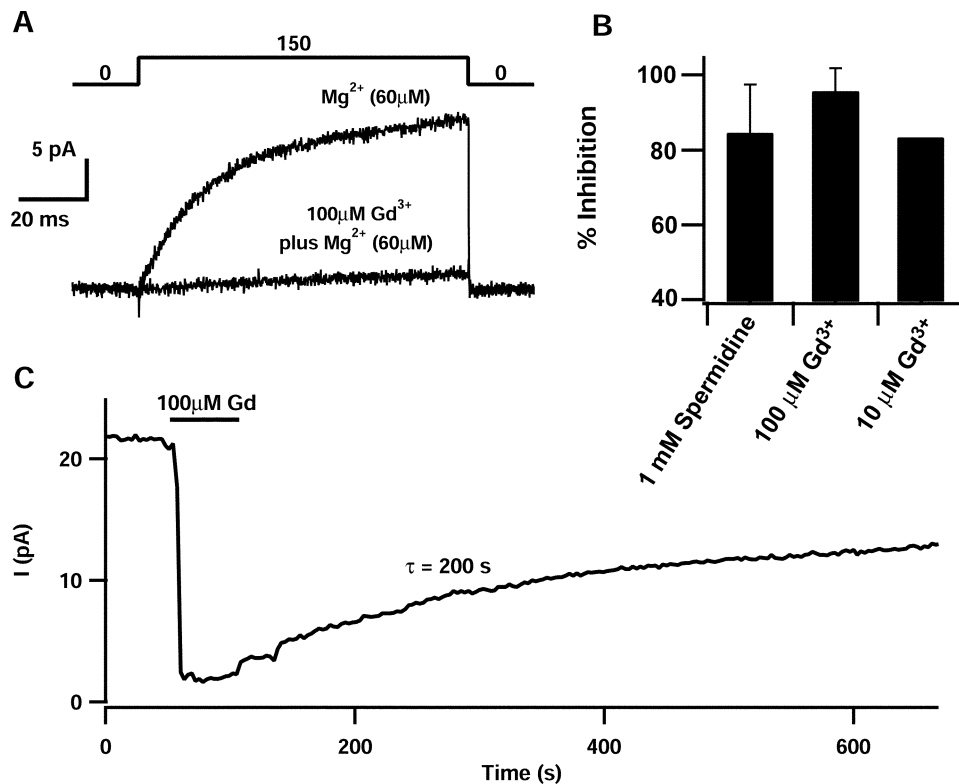 A
0
150
0
Mg2+ (60μM)
5 pA
20 ms
100μM Gd3+
plus Mg2+ (60μM)
B
% Inhibition
100
80
60
40
1 mM Spermidine
100 μM Gd3+
10 μM Gd3+
C
100μM Gd
I (pA)
20
10
0
τ = 200 s
0
200
400
600
Time (s)